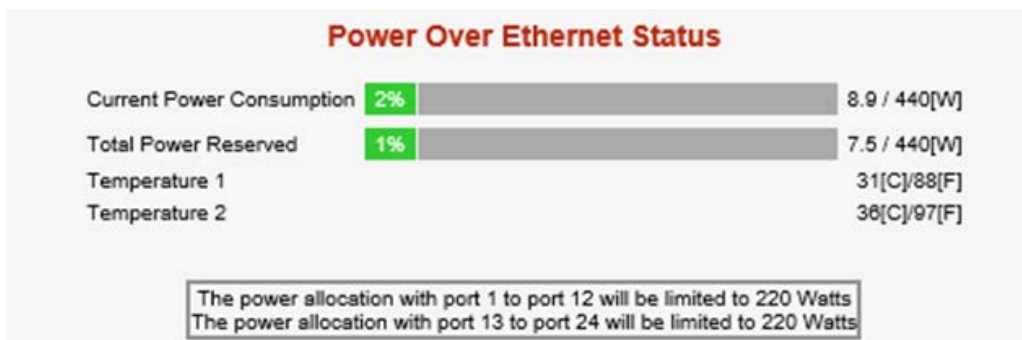 Power Over Ethernet Status
Current Power Consumption 2% 8.9 / 440[W]
Total Power Reserved 1% 7.5 / 440[W]
Temperature 1 31[C]/88[F]
Temperature 2 36[C]/97[F]
The power allocation with port 1 to port 12 will be limited to 220 Watts
The power allocation with port 13 to port 24 will be limited to 220 Watts